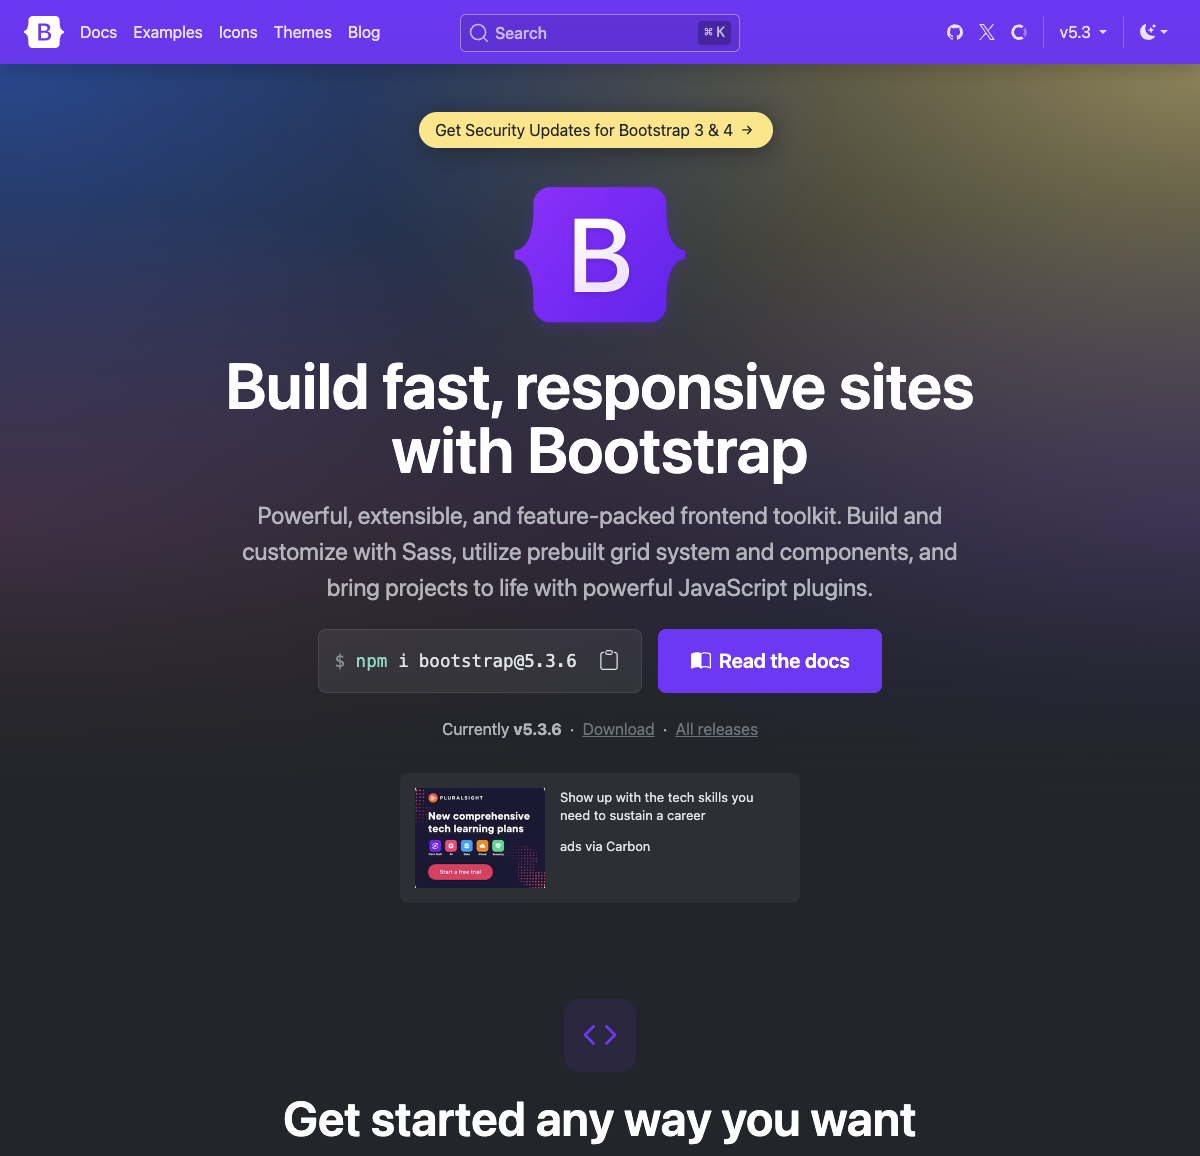 B Docs Examples Icons Themes Blog Search ⌘ K v5.3
Get Security Updates for Bootstrap 3 & 4 →
B
Build fast, responsive sites
with Bootstrap
Powerful, extensible, and feature-packed frontend toolkit. Build and
customize with Sass, utilize prebuilt grid system and components, and
bring projects to life with powerful JavaScript plugins.
$ npm i bootstrap@5.3.6
Read the docs
Currently v5.3.6 · Download · All releases
PLURALSIGHT
New comprehensive
tech learning plans
Start a free trial
Show up with the tech skills you
need to sustain a career
ads via Carbon
Get started any way you want